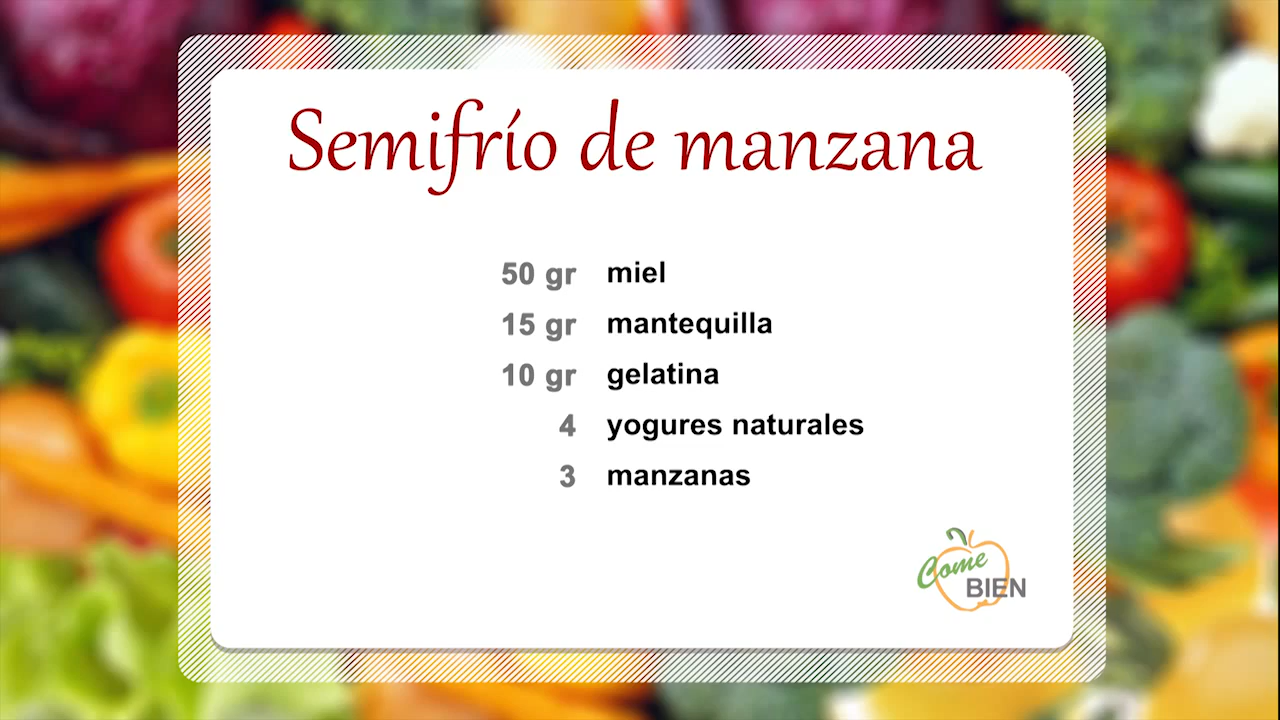 Semifrío de manzana
50 gr miel
15 gr mantequilla
10 gr gelatina
4 yogures naturales
3 manzanas
Come
BIEN